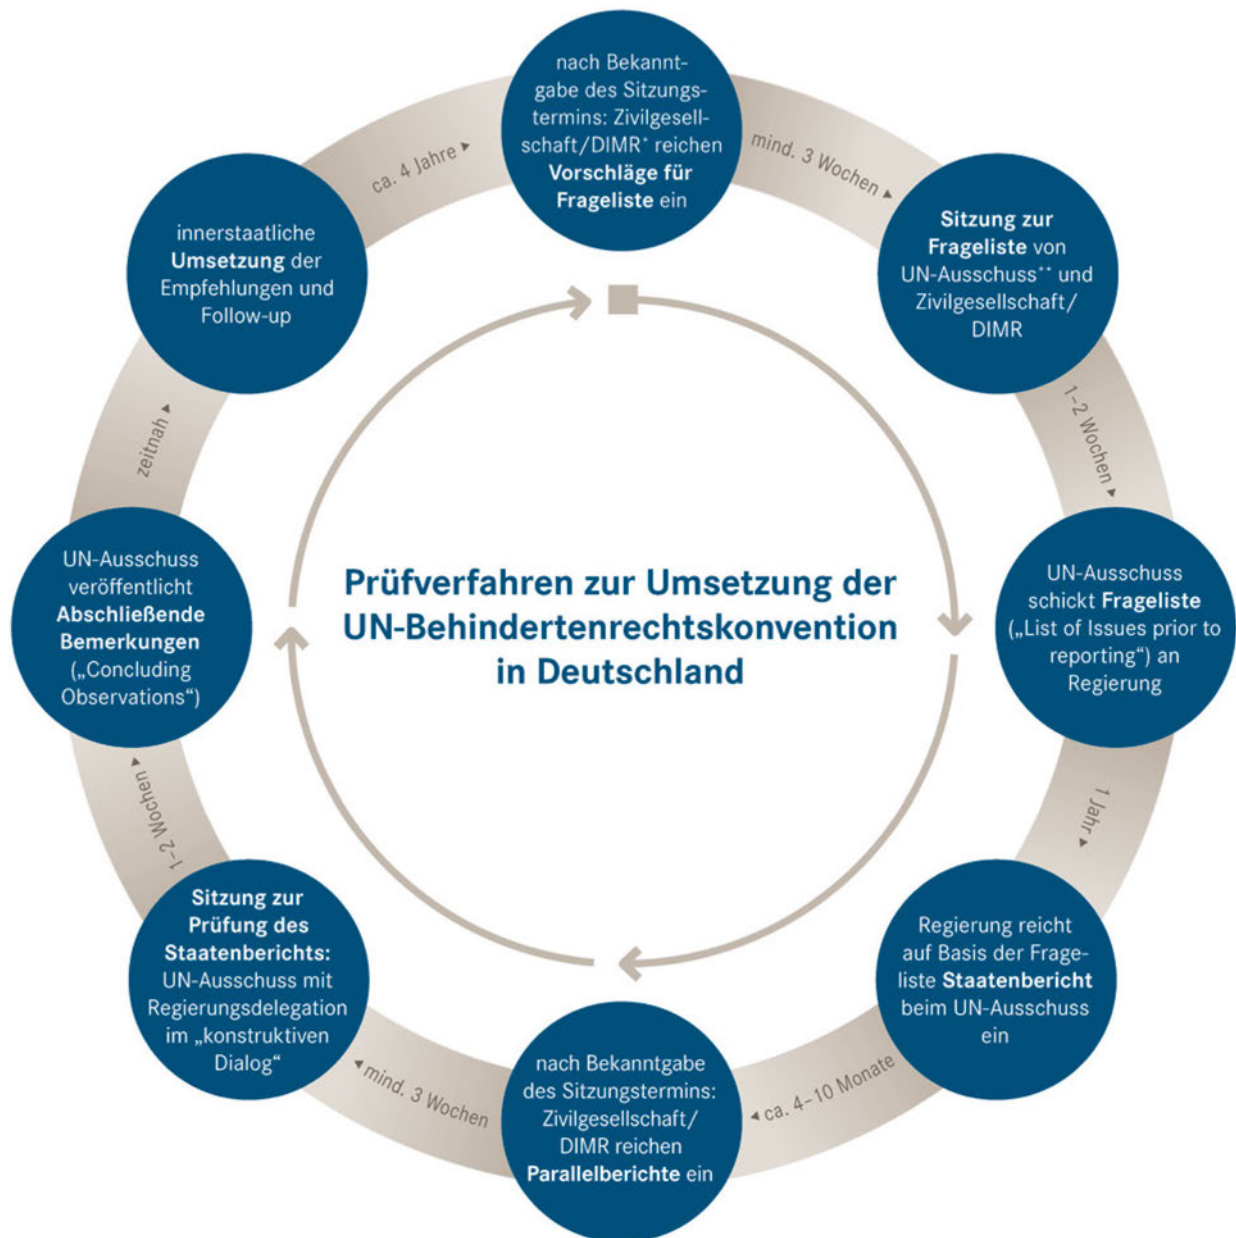 nach Bekannt-
gabe des Sitzungs-
termins: Zivilgesell-
schaft/DIMR* reichen
Vorschläge für
Frageliste ein
mind. 3 Wochen ►
Sitzung zur
Frageliste von
UN-Ausschuss** und
Zivilgesellschaft/
DIMR
1–2 Wochen ►
UN-Ausschuss
schickt Frageliste
(„List of Issues prior to
reporting“) an
Regierung
1 Jahr ►
Regierung reicht
auf Basis der Frage-
liste Staatenbericht
beim UN-Ausschuss
ein
◄ ca. 4–10 Monate
nach Bekanntgabe
des Sitzungstermins:
Zivilgesellschaft/
DIMR reichen
Parallelberichte ein
◄ mind. 3 Wochen
Sitzung zur
Prüfung des
Staatenberichts:
UN-Ausschuss mit
Regierungsdelegation
im „konstruktiven
Dialog“
1–2 Wochen ►
UN-Ausschuss
veröffentlicht
Abschließende
Bemerkungen
(„Concluding
Observations“)
zeitnah ►
innerstaatliche
Umsetzung der
Empfehlungen und
Follow-up
ca. 4 Jahre ►
Prüfverfahren zur Umsetzung der
UN-Behindertenrechtskonvention
in Deutschland